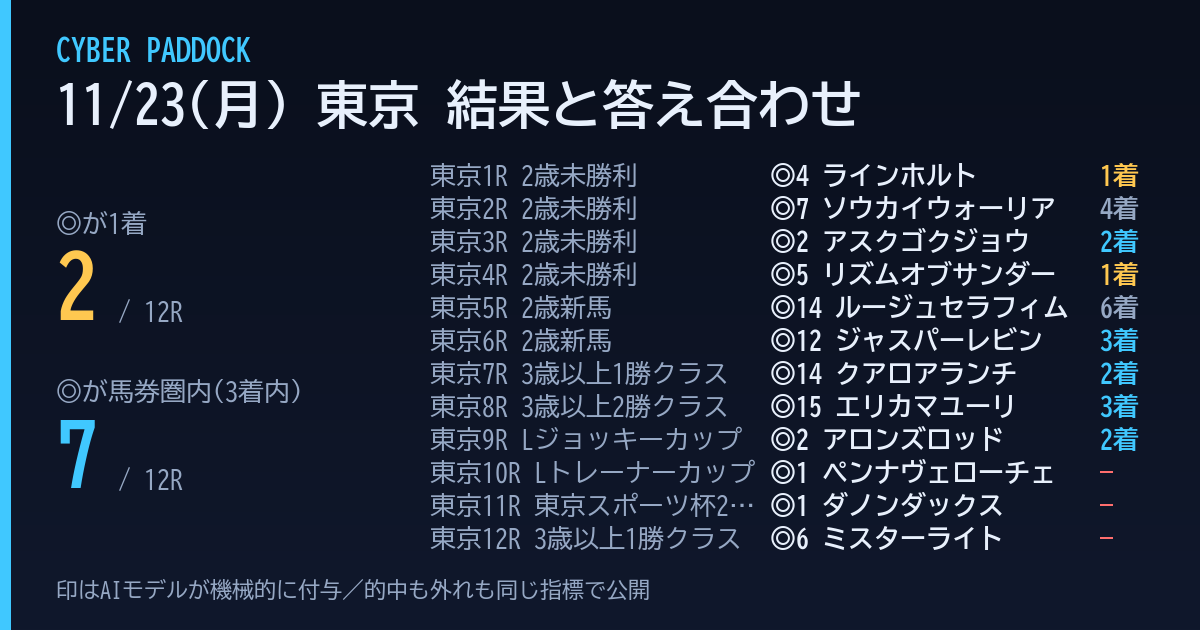 CYBER PADDOCK
11/23(月) 東京 結果と答え合わせ
◎が1着
2 / 12R
◎が馬券圏内(3着内)
7 / 12R
東京1R 2歳未勝利 ◎4 ラインホルト 1着
東京2R 2歳未勝利 ◎7 ソウカイウォーリア 4着
東京3R 2歳未勝利 ◎2 アスクゴクジョウ 2着
東京4R 2歳未勝利 ◎5 リズムオブサンダー 1着
東京5R 2歳新馬 ◎14 ルージュセラフィム 6着
東京6R 2歳新馬 ◎12 ジャスパーレビン 3着
東京7R 3歳以上1勝クラス ◎14 クアロアランチ 2着
東京8R 3歳以上2勝クラス ◎15 エリカマユーリ 3着
東京9R Lジョッキーカップ ◎2 アロンズロッド 2着
東京10R Lトレーナーカップ ◎1 ペンナヴェローチェ –
東京11R 東京スポーツ杯2… ◎1 ダノンダックス –
東京12R 3歳以上1勝クラス ◎6 ミスターライト –
印はAIモデルが機械的に付与／的中も外れも同じ指標で公開